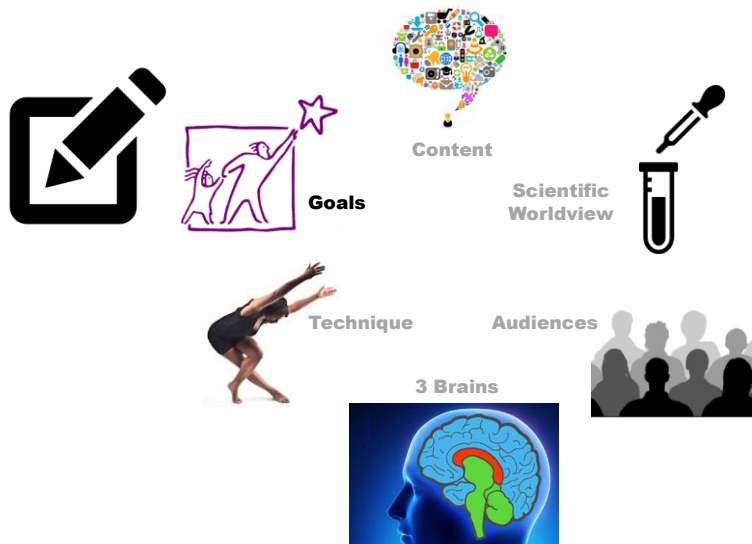 Content
Goals
Scientific
Worldview
Technique
Audiences
3 Brains